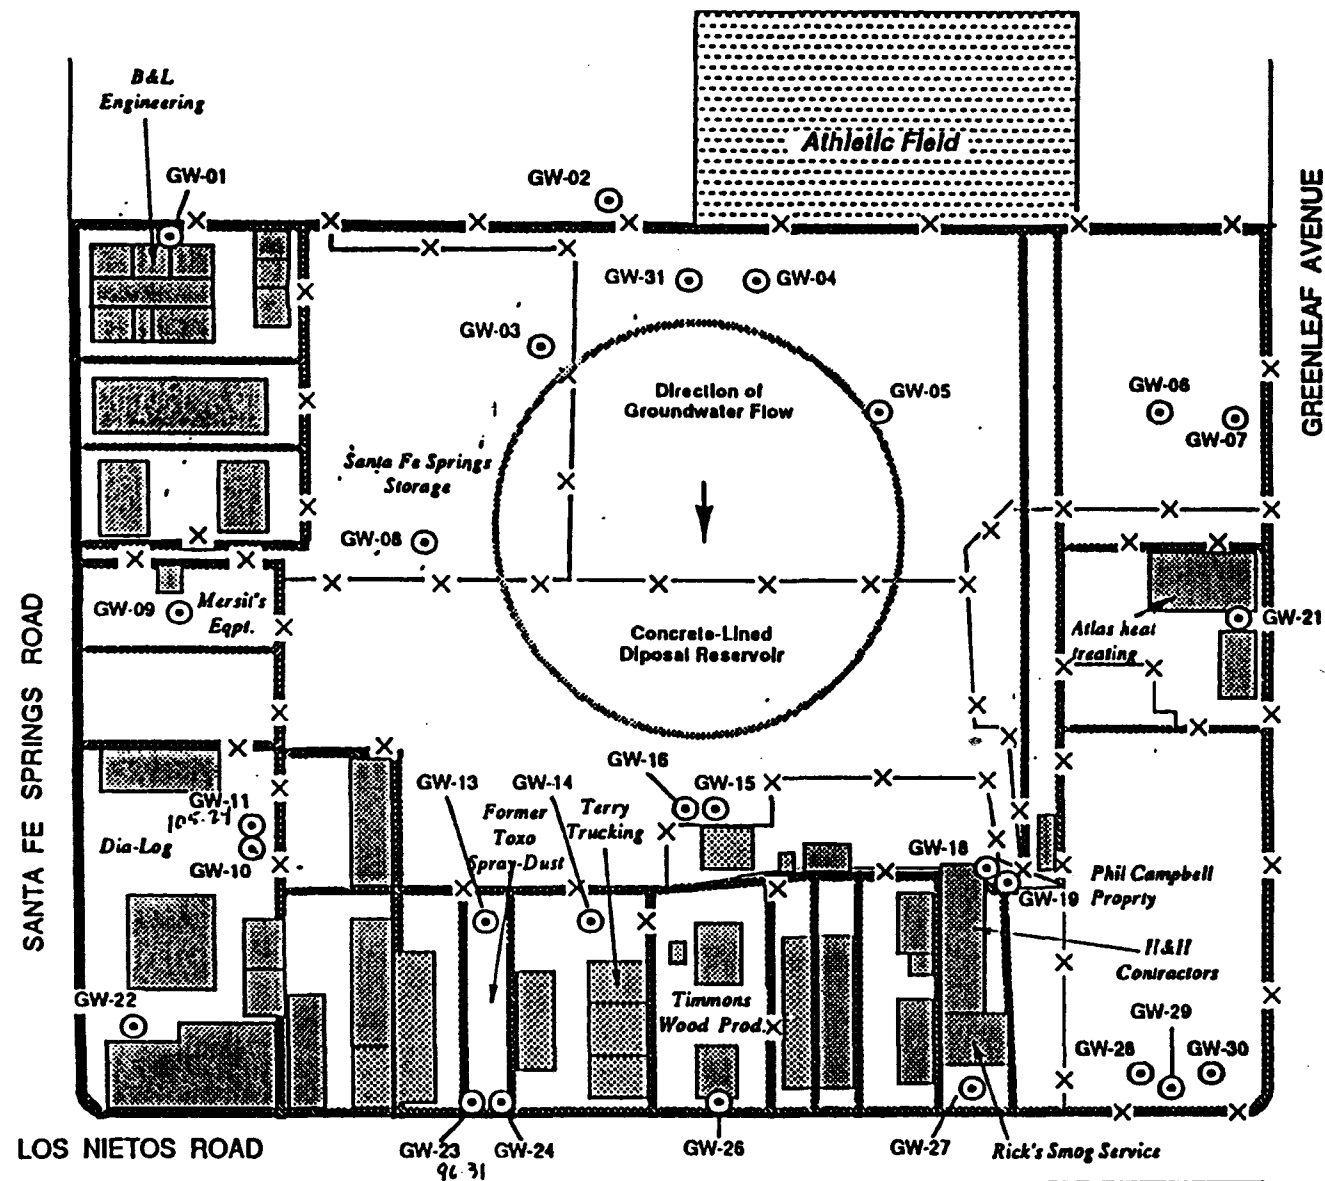 B&L
Engineering
GW-01
GW-02
Athletic Field
GREENLEAF AVENUE
GW-31
GW-04
GW-03
Direction of
Groundwater Flow
GW-05
GW-06
GW-07
Santa Fe Springs
Storage
GW-08
GW-09
Mersit's
Eqpt.
SANTA FE SPRINGS ROAD
Concrete-Lined
Diposal Reservoir
Atlas heat
treating
GW-21
GW-16
GW-15
GW-13
GW-14
Former
Toxo
Spray-Dust
Terry
Trucking
GW-11
105.27
Dia-Log
GW-10
GW-18
GW-19
Phil Campbell
Proprty
H&H
Contractors
GW-22
Timmons
Wood Prod.
GW-29
GW-28
GW-30
LOS NIETOS ROAD
GW-23
GW-24
GW-26
GW-27
Rick's Smog Service
96.31